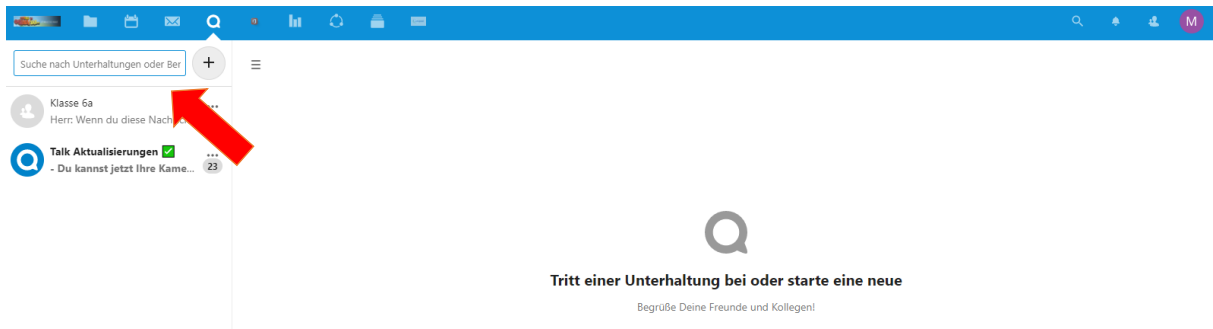 M
Suche nach Unterhaltungen oder Ber
Klasse 6a
Herr: Wenn du diese
Talk Aktualisierungen ✅
- Du kannst jetzt Ihre Kame...
23
Tritt einer Unterhaltung bei oder starte eine neue
Begrüße Deine Freunde und Kollegen!